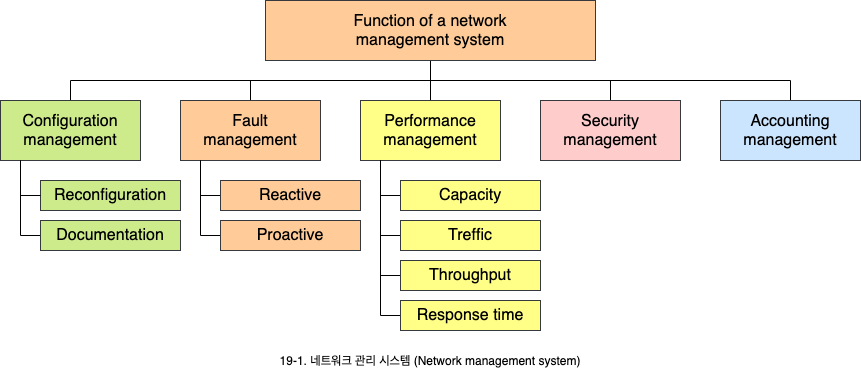 Function of a network
management system
Configuration
management
Fault
management
Performance
management
Security
management
Accounting
management
Reconfiguration
Documentation
Reactive
Proactive
Capacity
Treffic
Throughput
Response time
19-1. 네트워크 관리 시스템 (Network management system)